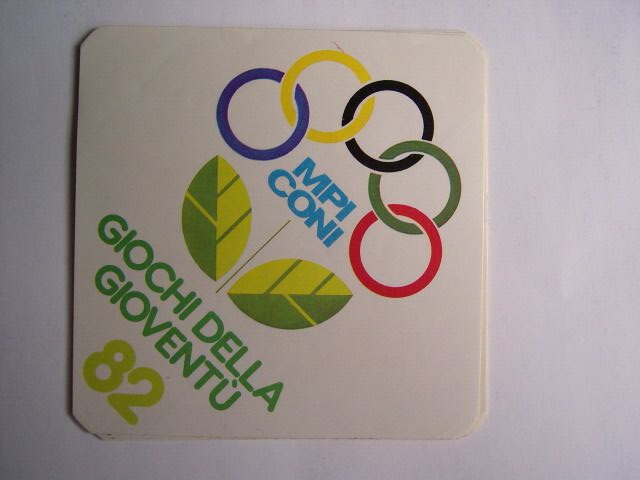 MPI
CONI
GIOCHI DELLA
GIOVENTÙ
82